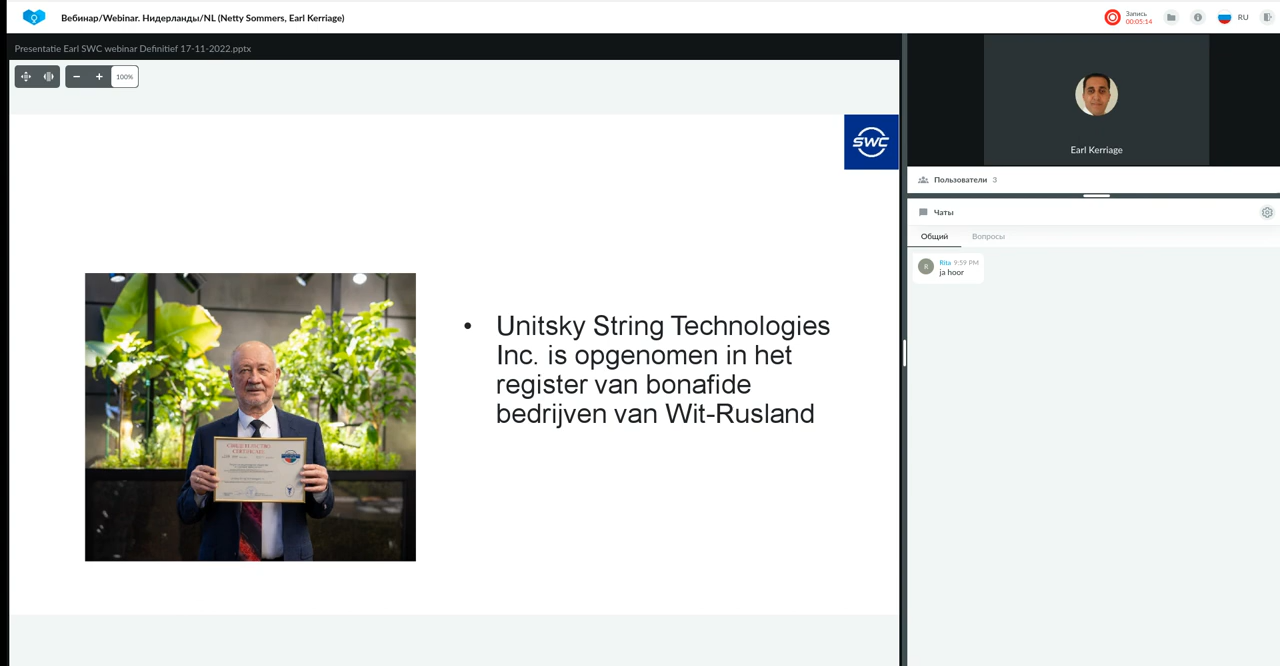 Вебинар/Webinar. Нидерланды/NL (Netty Sommers, Earl Kerriage)
Запись
00:05:14
RU
Presentatie Earl SWC webinar Definitief 17-11-2022.pptx
100%
SWC
Earl Kerriage
Пользователи 3
Чаты
Общий Вопросы
R
Rita 9:59 PM
ja hoor
• Unitsky String Technologies
Inc. is opgenomen in het
register van bonafide
bedrijven van Wit-Rusland
CERTIFICATE